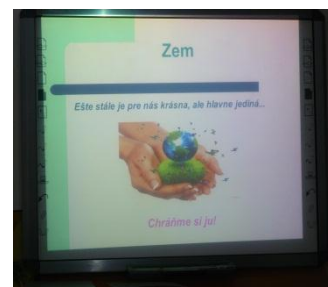 Zem
Ešte stále je pre nás krásna, ale hlavne jediná...
Chráňme si ju!